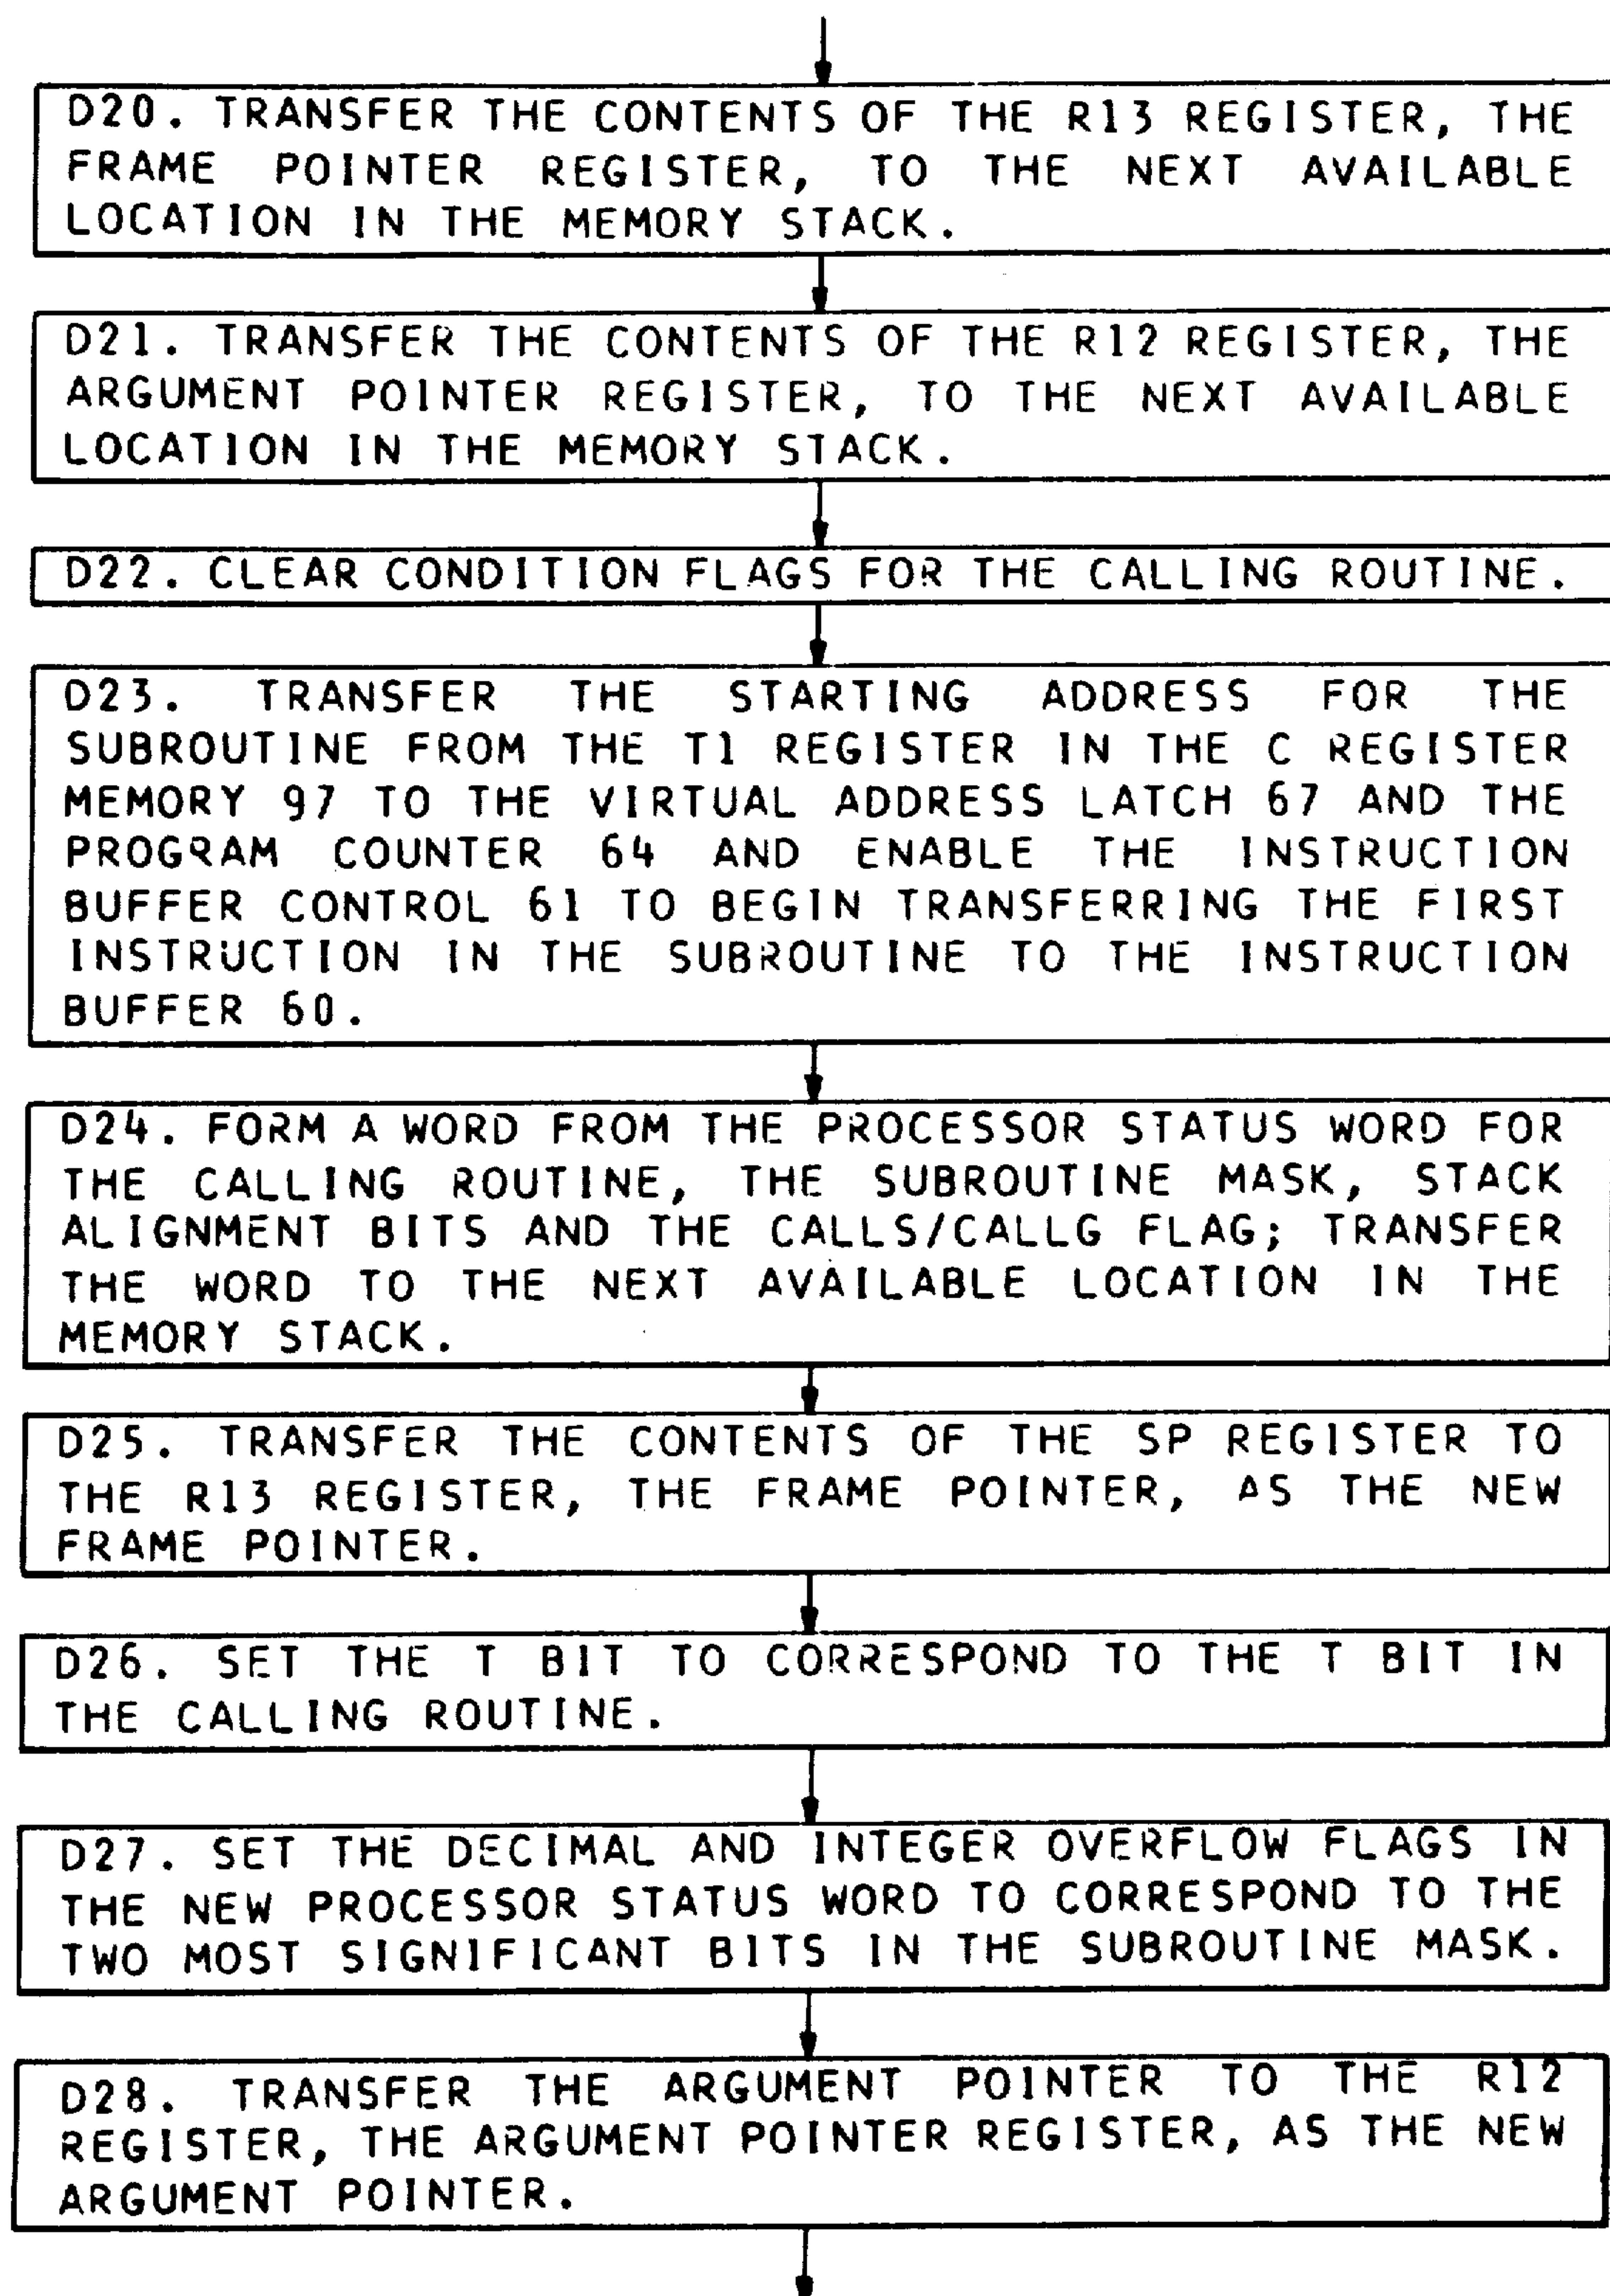 D20. TRANSFER THE CONTENTS OF THE R13 REGISTER, THE
FRAME POINTER REGISTER, TO THE NEXT AVAILABLE
LOCATION IN THE MEMORY STACK.
D21. TRANSFER THE CONTENTS OF THE R12 REGISTER, THE
ARGUMENT POINTER REGISTER, TO THE NEXT AVAILABLE
LOCATION IN THE MEMORY STACK.
D22. CLEAR CONDITION FLAGS FOR THE CALLING ROUTINE.
D23. TRANSFER THE STARTING ADDRESS FOR THE
SUBROUTINE FROM THE T1 REGISTER IN THE C REGISTER
MEMORY 97 TO THE VIRTUAL ADDRESS LATCH 67 AND THE
PROGRAM COUNTER 64 AND ENABLE THE INSTRUCTION
BUFFER CONTROL 61 TO BEGIN TRANSFERRING THE FIRST
INSTRUCTION IN THE SUBROUTINE TO THE INSTRUCTION
BUFFER 60.
D24. FORM A WORD FROM THE PROCESSOR STATUS WORD FOR
THE CALLING ROUTINE, THE SUBROUTINE MASK, STACK
ALIGNMENT BITS AND THE CALLS/CALLG FLAG; TRANSFER
THE WORD TO THE NEXT AVAILABLE LOCATION IN THE
MEMORY STACK.
D25. TRANSFER THE CONTENTS OF THE SP REGISTER TO
THE R13 REGISTER, THE FRAME POINTER, AS THE NEW
FRAME POINTER.
D26. SET THE T BIT TO CORRESPOND TO THE T BIT IN
THE CALLING ROUTINE.
D27. SET THE DECIMAL AND INTEGER OVERFLOW FLAGS IN
THE NEW PROCESSOR STATUS WORD TO CORRESPOND TO THE
TWO MOST SIGNIFICANT BITS IN THE SUBROUTINE MASK.
D28. TRANSFER THE ARGUMENT POINTER TO THE R12
REGISTER, THE ARGUMENT POINTER REGISTER, AS THE NEW
ARGUMENT POINTER.